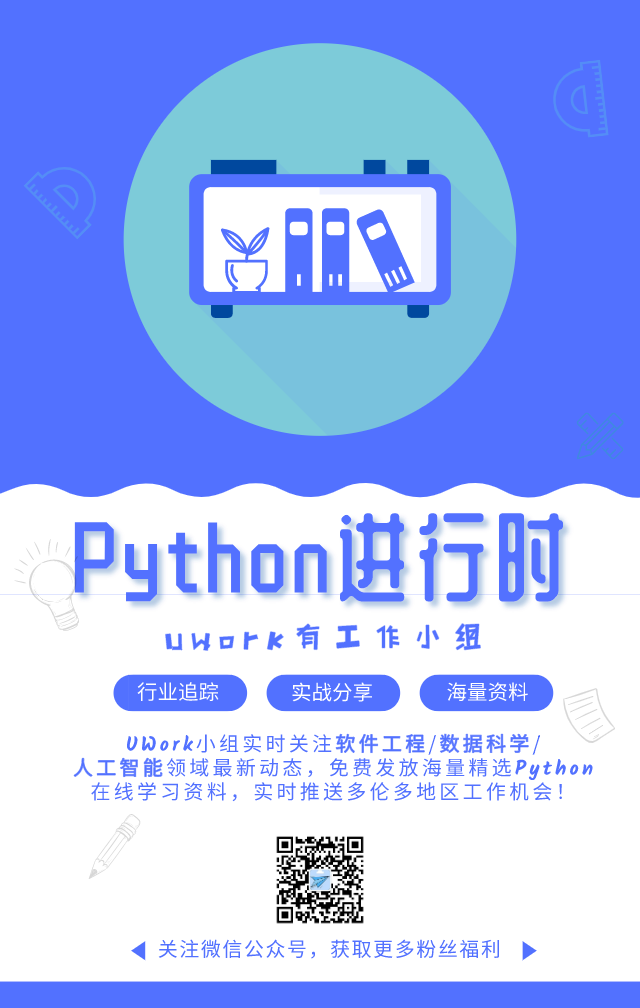 Python进行时
UWork有工作小组
行业追踪 实战分享 海量资料
UWork小组实时关注软件工程/数据科学/
人工智能领域最新动态，免费发放海量精选Python
在线学习资料，实时推送多伦多地区工作机会！
关注微信公众号，获取更多粉丝福利